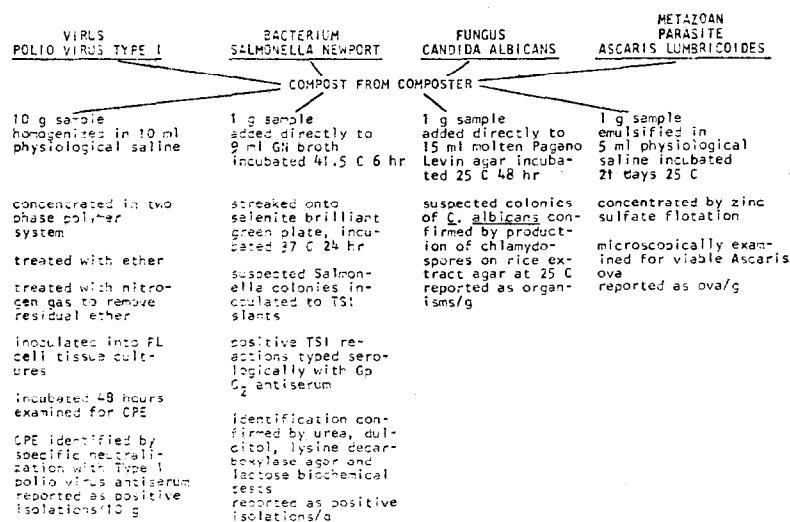 VIRUS
POLIO VIRUS TYPE I
BACTERIUM
SALMONELLA NEWPORT
FUNGUS
CANDIDA ALBICANS
METAZOAN
PARASITE
ASCARIS LUMBRICOIDES
COMPOST FROM COMPOSTER
10 g sample
homogenized in 10 ml
physiological saline
concentrated in two
phase polymer
system
treated with ether
treated with nitro-
gen gas to remove
residual ether
inoculated into FL
cell tissue cult-
ures
incubated 48 hours
examined for CPE
CPE identified by
specific neutrali-
zation with Type I
polio virus antiserum
reported as positive
isolations/10 g
1 g sample
added directly to
9 ml GN broth
incubated 41.5 C 6 hr
streaked onto
selenite brilliant
green plate, incu-
bated 37 C 24 hr
suspected Salmon-
ella colonies in-
oculated to TSI
slants
positive TSI re-
actions typed sero-
logically with Gp
C2 antiserum
identification con-
firmed by urea, dul-
citol, lysine decar-
boxylase agar and
lactose biochemical
tests
reported as positive
isolations/g
1 g sample
added directly to
15 ml molten Pagano
Levin agar incuba-
ted 25 C 48 hr
suspected colonies
of C. albicans con-
firmed by product-
ion of chlamydo-
spores on rice ex-
tract agar at 25 C
reported as organ-
isms/g
1 g sample
emulsified in
5 ml physiological
saline incubated
21 days 25 C
concentrated by zinc
sulfate flotation
microscopically exam-
ined for viable Ascaris
ova
reported as ova/g